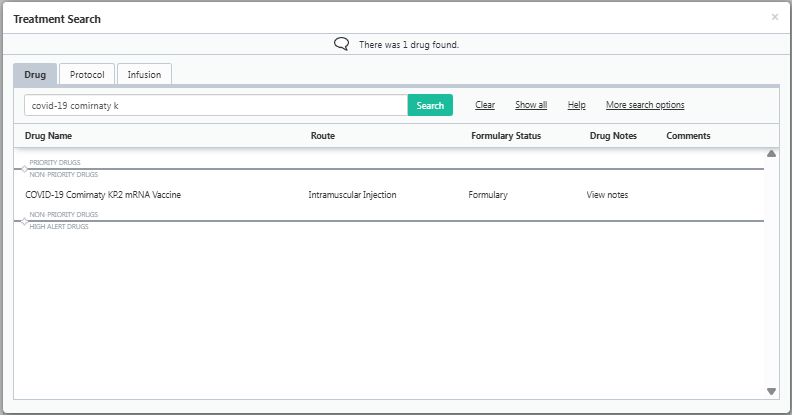 Treatment Search
×
There was 1 drug found.
Drug Protocol Infusion
covid-19 comirnaty k Search Clear Show all Help More search options
Drug Name Route Formulary Status Drug Notes Comments
PRIORITY DRUGS
NON-PRIORITY DRUGS
COVID-19 Comirnaty KP.2 mRNA Vaccine Intramuscular Injection Formulary View notes
NON-PRIORITY DRUGS
HIGH ALERT DRUGS